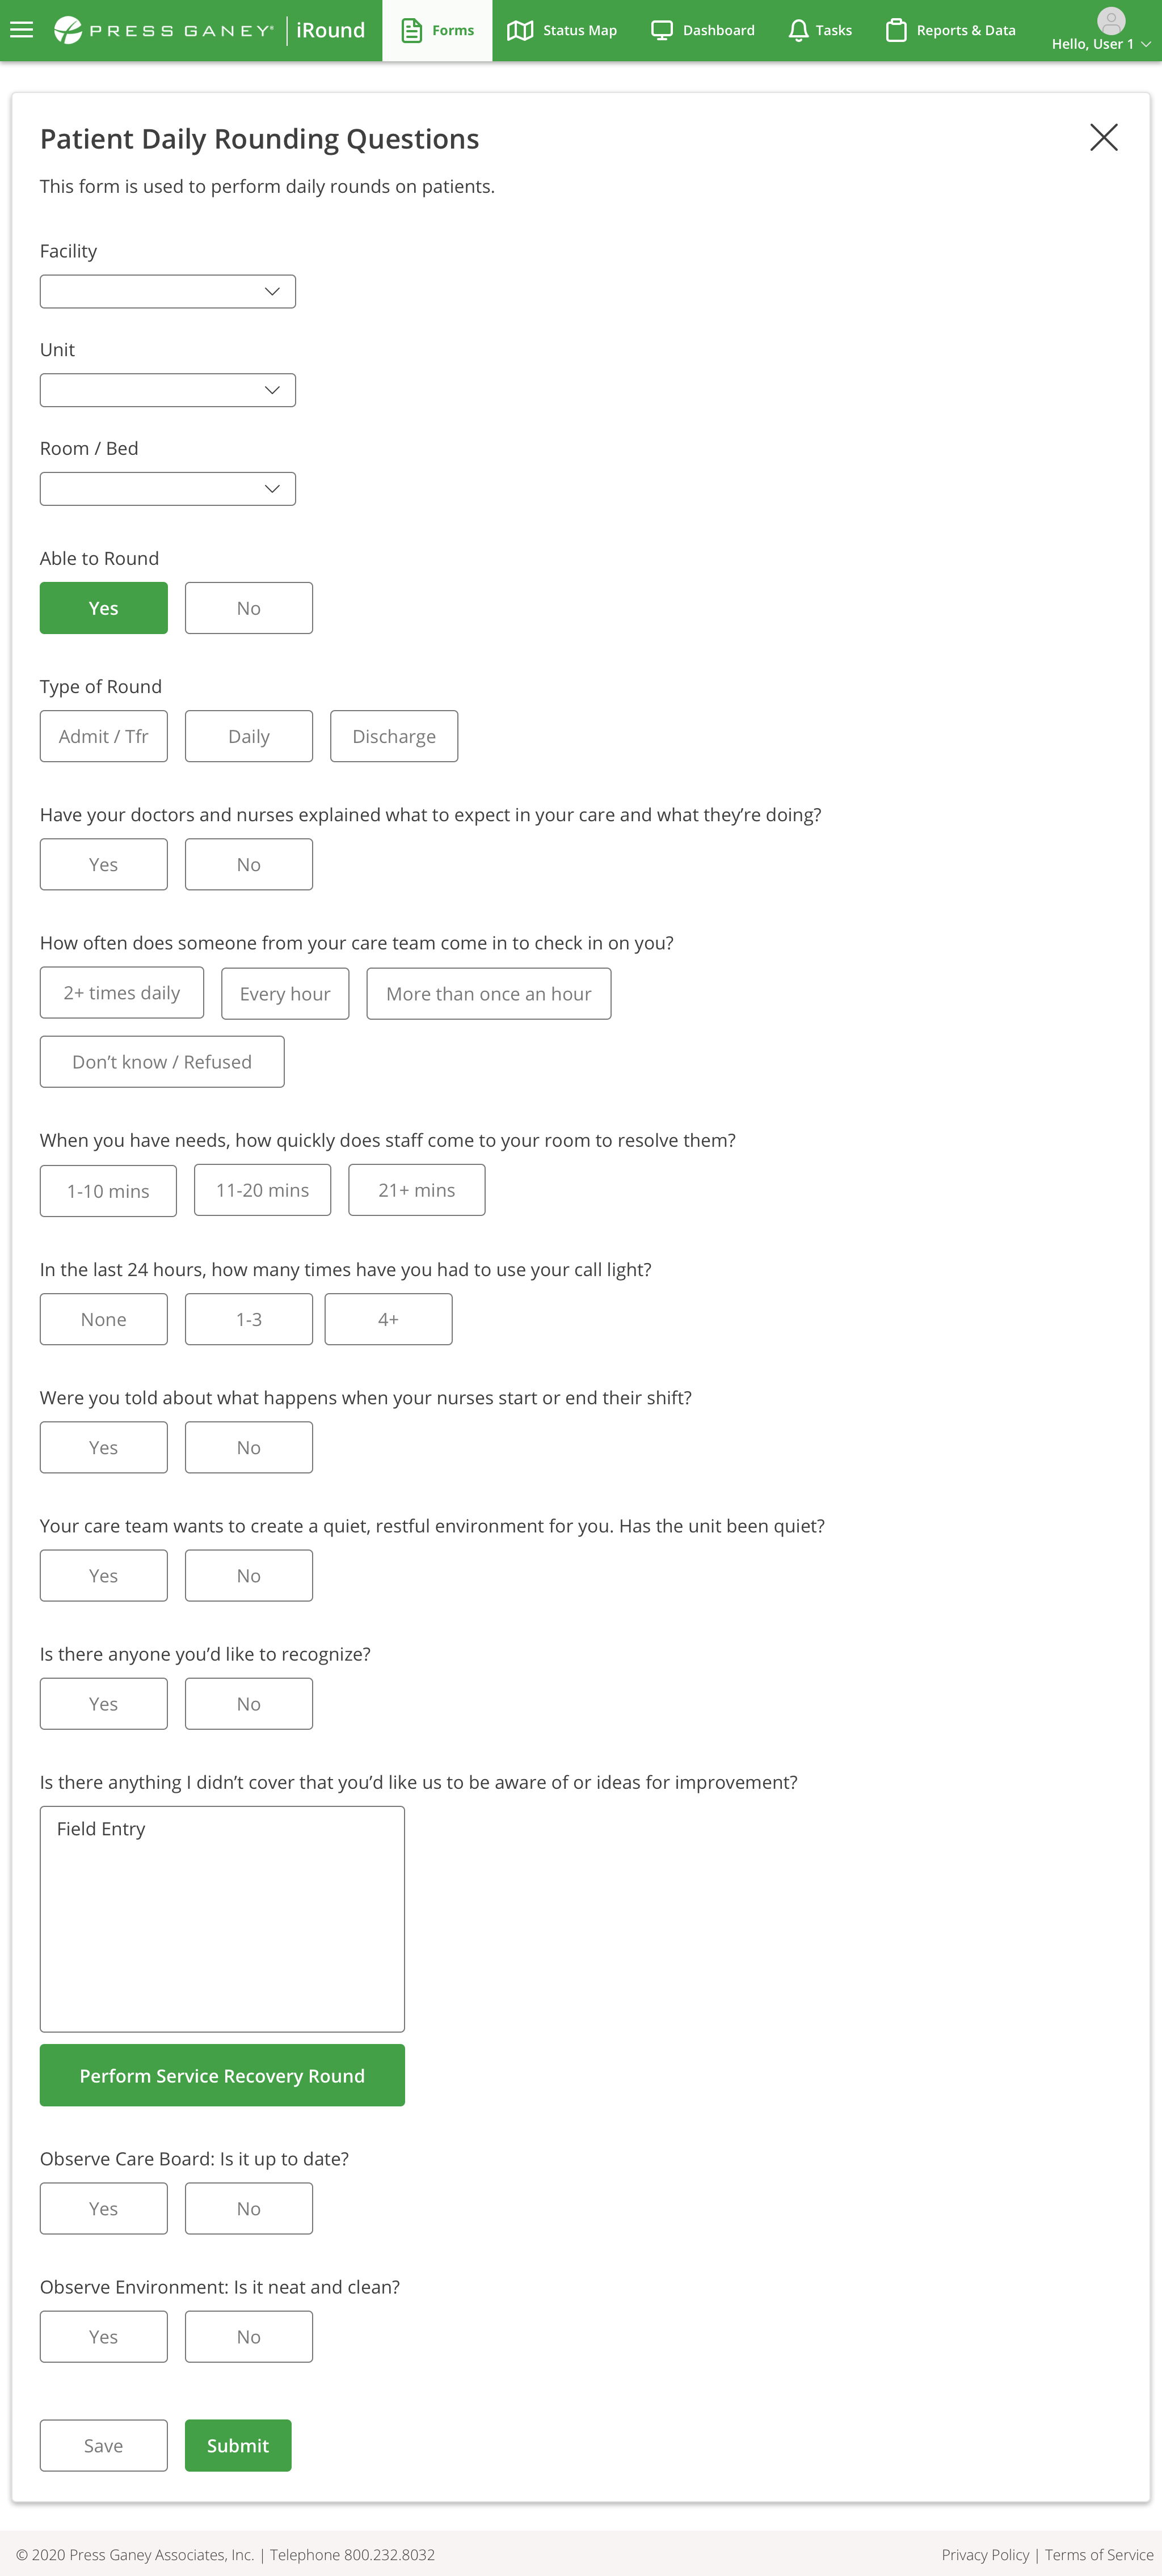 PRESS GANEY® iRound Forms Status Map Dashboard Tasks Reports & Data Hello, User 1
Patient Daily Rounding Questions
This form is used to perform daily rounds on patients.
Facility
Unit
Room / Bed
Able to Round
Yes No
Type of Round
Admit / Tfr Daily Discharge
Have your doctors and nurses explained what to expect in your care and what they’re doing?
Yes No
How often does someone from your care team come in to check in on you?
2+ times daily Every hour More than once an hour
Don’t know / Refused
When you have needs, how quickly does staff come to your room to resolve them?
1-10 mins 11-20 mins 21+ mins
In the last 24 hours, how many times have you had to use your call light?
None 1-3 4+
Were you told about what happens when your nurses start or end their shift?
Yes No
Your care team wants to create a quiet, restful environment for you. Has the unit been quiet?
Yes No
Is there anyone you’d like to recognize?
Yes No
Is there anything I didn’t cover that you’d like us to be aware of or ideas for improvement?
Field Entry
Perform Service Recovery Round
Observe Care Board: Is it up to date?
Yes No
Observe Environment: Is it neat and clean?
Yes No
Save Submit
© 2020 Press Ganey Associates, Inc. | Telephone 800.232.8032 Privacy Policy | Terms of Service